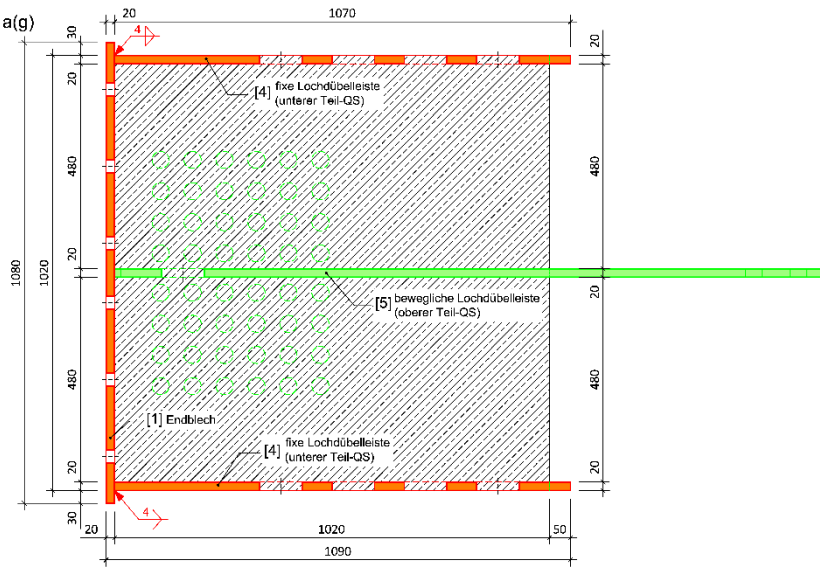 a(g)
20 1070
30 4 20
20
[4] fixe Lochdübelleiste
(unterer Teil-QS)
480 480
1080 1020 20 20
20
[5] bewegliche Lochdübelleiste
(oberer Teil-QS)
480 480
[1] Endblech
[4] fixe Lochdübelleiste
(unterer Teil-QS)
20 20
30 4
20 1020 50
1090